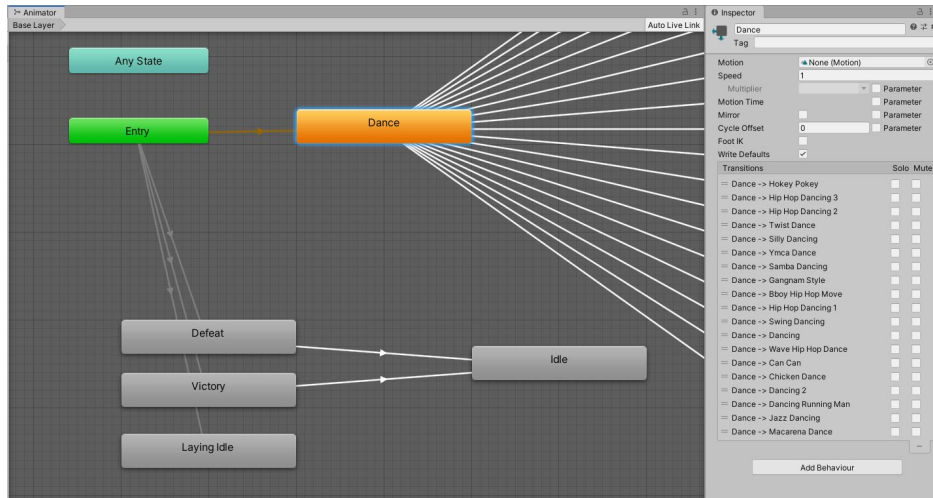 Animator
Base Layer
Auto Live Link
Any State
Entry
Dance
Defeat
Victory
Idle
Laying Idle
Inspector
Dance
Tag
Motion
None (Motion)
Speed
1
Multiplier
Parameter
Motion Time
Parameter
Mirror
Parameter
Cycle Offset
0
Parameter
Foot IK
Write Defaults
Transitions Solo Mute
Dance -> Hokey Pokey
Dance -> Hip Hop Dancing 3
Dance -> Hip Hop Dancing 2
Dance -> Twist Dance
Dance -> Silly Dancing
Dance -> Ymca Dance
Dance -> Samba Dancing
Dance -> Gangnam Style
Dance -> Bboy Hip Hop Move
Dance -> Hip Hop Dancing 1
Dance -> Swing Dancing
Dance -> Dancing
Dance -> Wave Hip Hop Dance
Dance -> Can Can
Dance -> Chicken Dance
Dance -> Dancing 2
Dance -> Dancing Running Man
Dance -> Jazz Dancing
Dance -> Macarena Dance
Add Behaviour